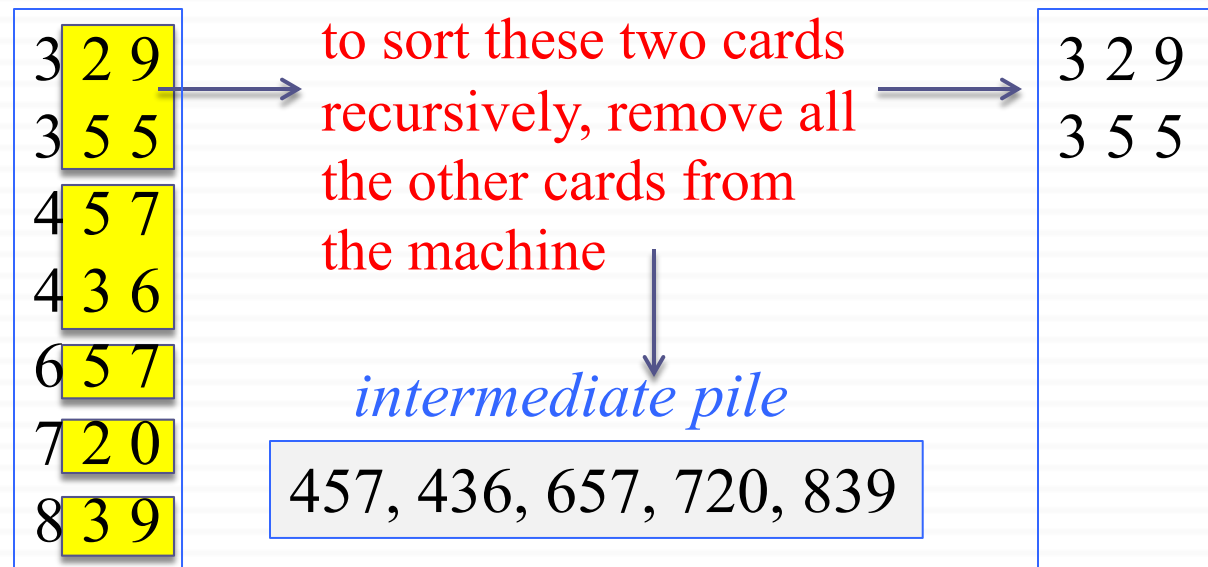 3 2 9
3 5 5
4 5 7
4 3 6
6 5 7
7 2 0
8 3 9
to sort these two cards
recursively, remove all
the other cards from
the machine
intermediate pile
457, 436, 657, 720, 839
3 2 9
3 5 5